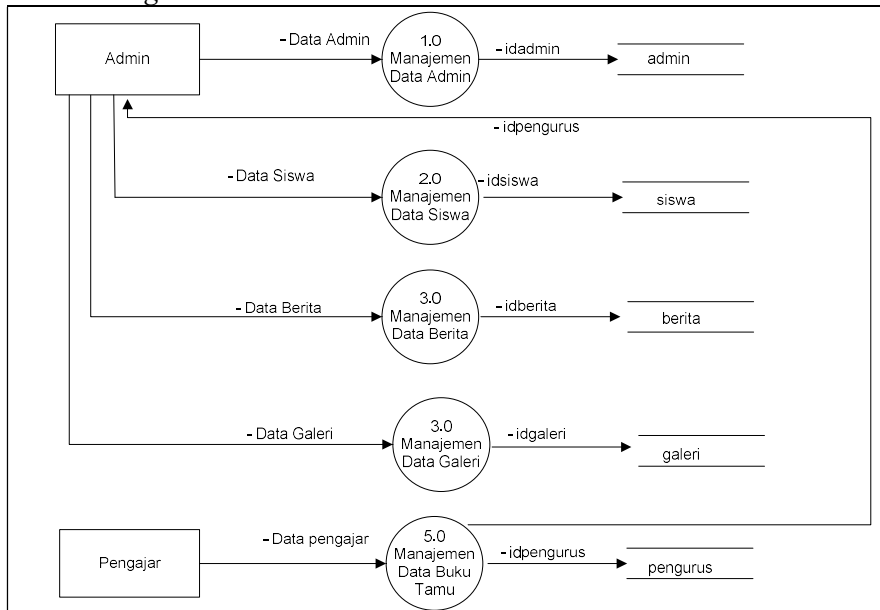 Admin
- Data Admin
1.0
Manajemen
Data Admin
- idadmin
admin
- idpengurus
- Data Siswa
2.0
Manajemen
Data Siswa
- idsiswa
siswa
- Data Berita
3.0
Manajemen
Data Berita
- idberita
berita
- Data Galeri
3.0
Manajemen
Data Galeri
- idgaleri
galeri
Pengajar
- Data pengajar
5.0
Manajemen
Data Buku
Tamu
- idpengurus
pengurus